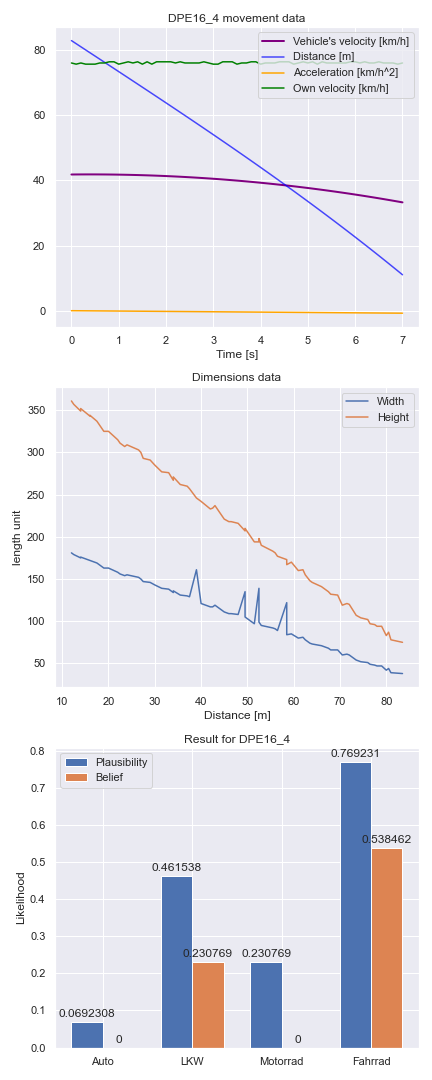 DPE16_4 movement data
Vehicle's velocity [km/h]
Distance [m]
Acceleration [km/h^2]
Own velocity [km/h]
80
60
40
20
0
0 1 2 3 4 5 6 7
Time [s]
Dimensions data
Width
Height
350
300
250
200
150
100
50
length unit
10 20 30 40 50 60 70 80
Distance [m]
Result for DPE16_4
Plausibility
Belief
0.8
0.7
0.6
0.5
0.4
0.3
0.2
0.1
0.0
Likelihood
0.769231
0.538462
0.461538
0.230769
0.230769
0.0692308
0
0
Auto LKW Motorrad Fahrrad